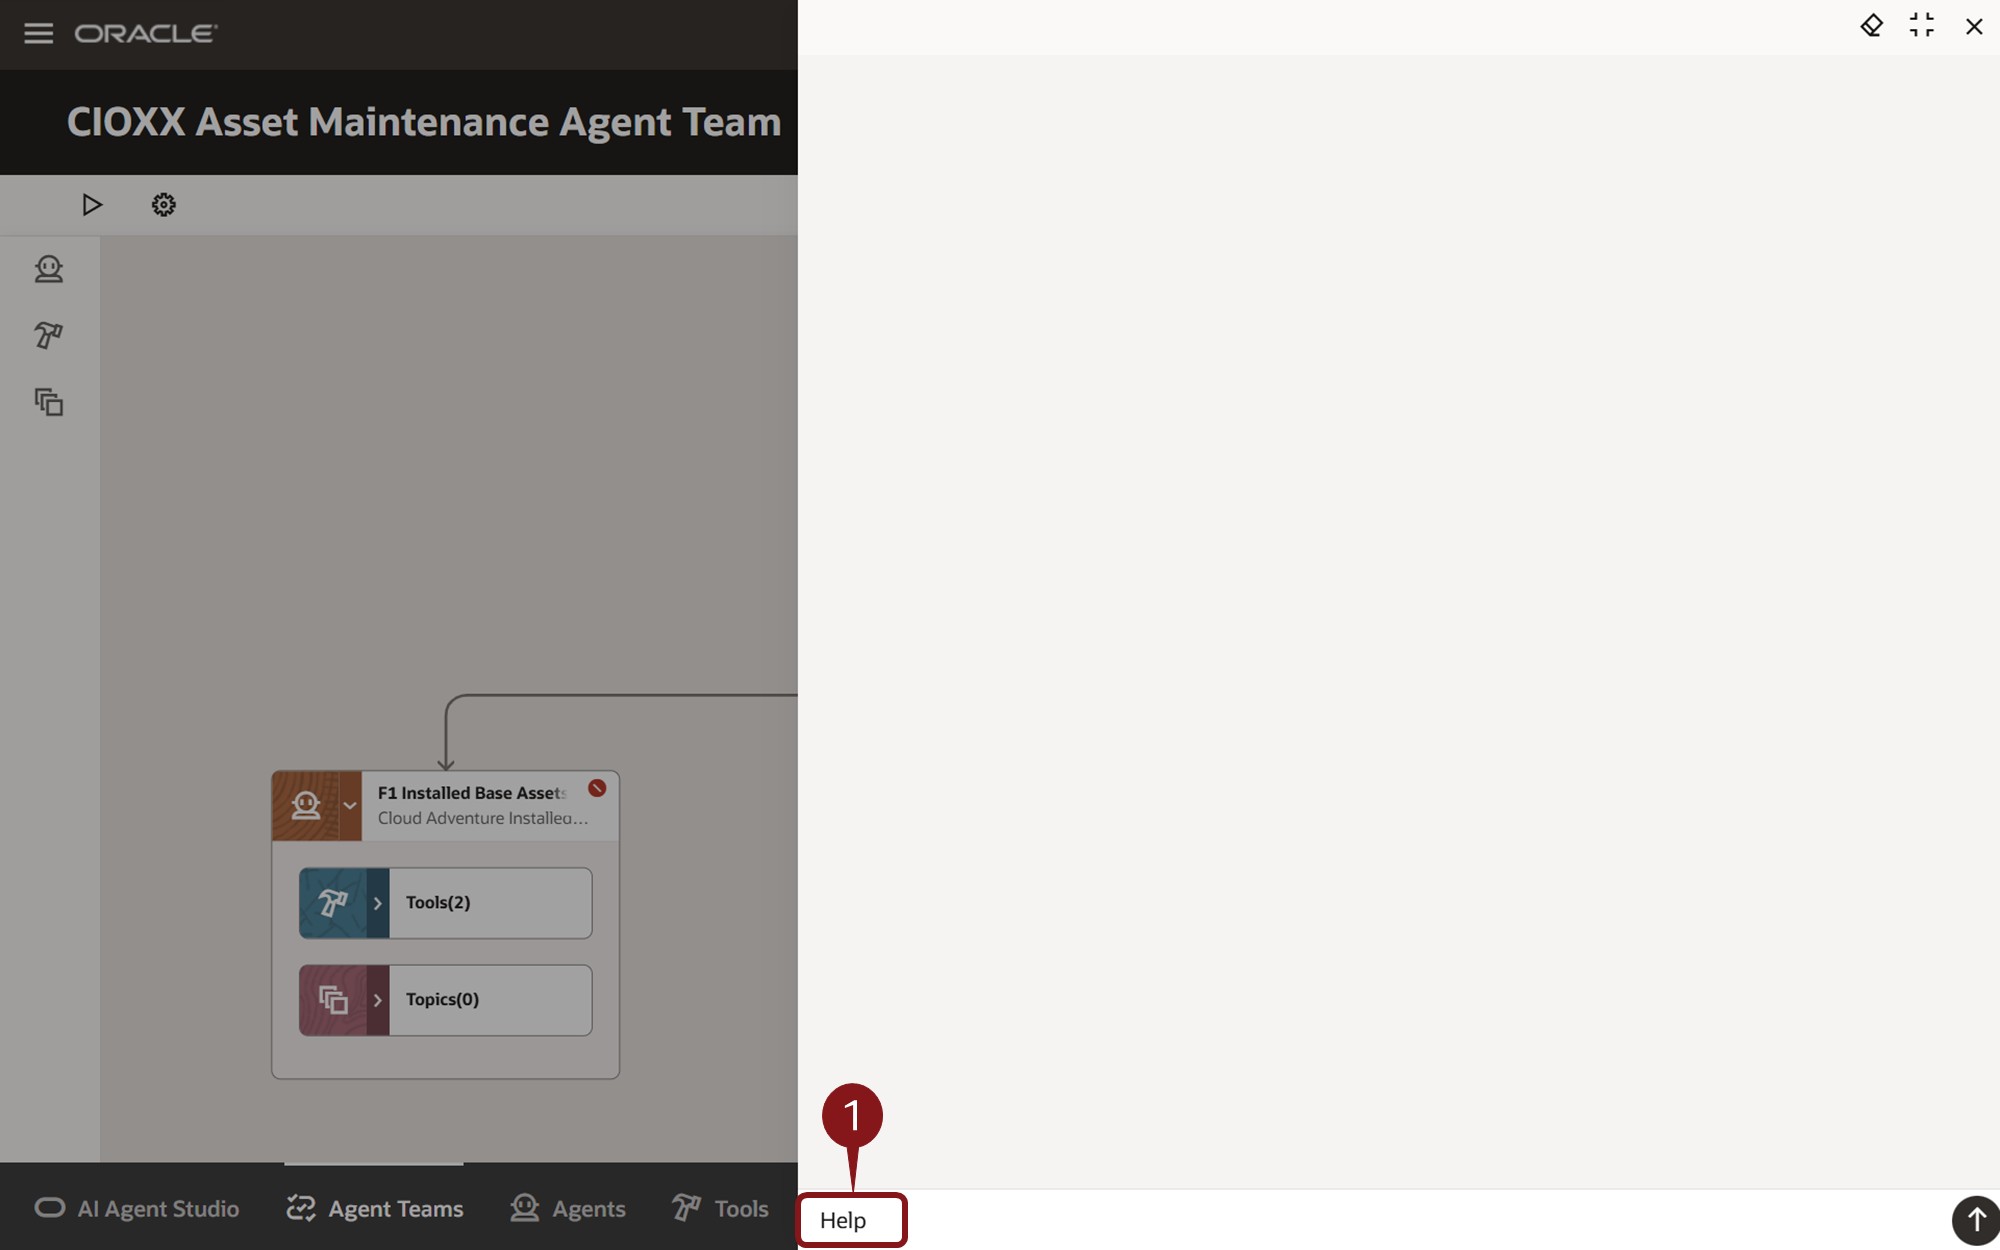 ORACLE
CIOXX Asset Maintenance Agent Team
F1 Installed Base Assets
Cloud Adventure Installed...
Tools(2)
Topics(0)
1
AI Agent Studio
Agent Teams
Agents
Tools
Help